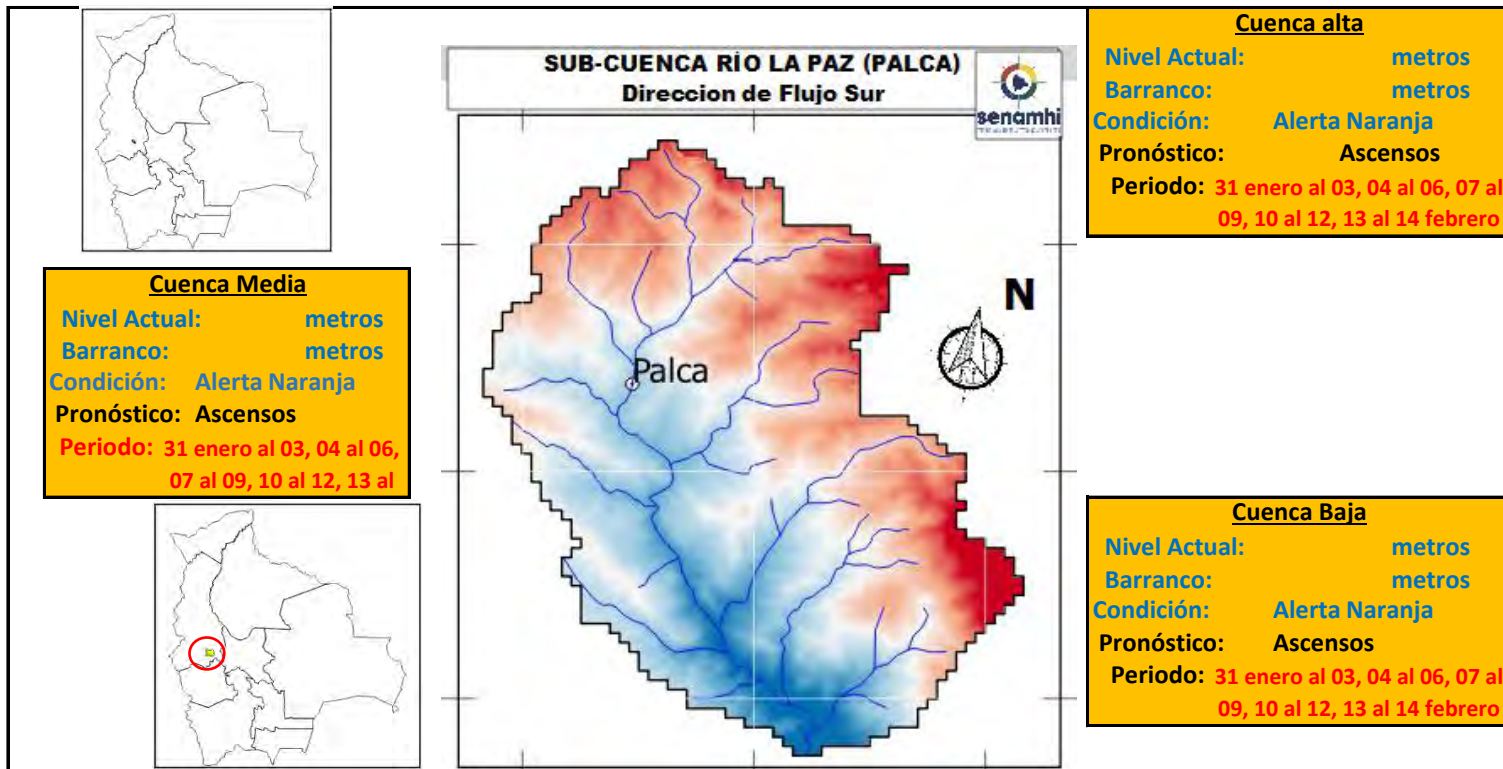 SUB-CUENCA RÍO LA PAZ (PALCA)
Direccion de Flujo Sur
senamhi
Palca
N
Cuenca alta
Nivel Actual: metros
Barranco: metros
Condición: Alerta Naranja
Pronóstico: Ascensos
Periodo: 31 enero al 03, 04 al 06, 07 al
09, 10 al 12, 13 al 14 febrero
Cuenca Media
Nivel Actual: metros
Barranco: metros
Condición: Alerta Naranja
Pronóstico: Ascensos
Periodo: 31 enero al 03, 04 al 06,
07 al 09, 10 al 12, 13 al
Cuenca Baja
Nivel Actual: metros
Barranco: metros
Condición: Alerta Naranja
Pronóstico: Ascensos
Periodo: 31 enero al 03, 04 al 06, 07 al
09, 10 al 12, 13 al 14 febrero